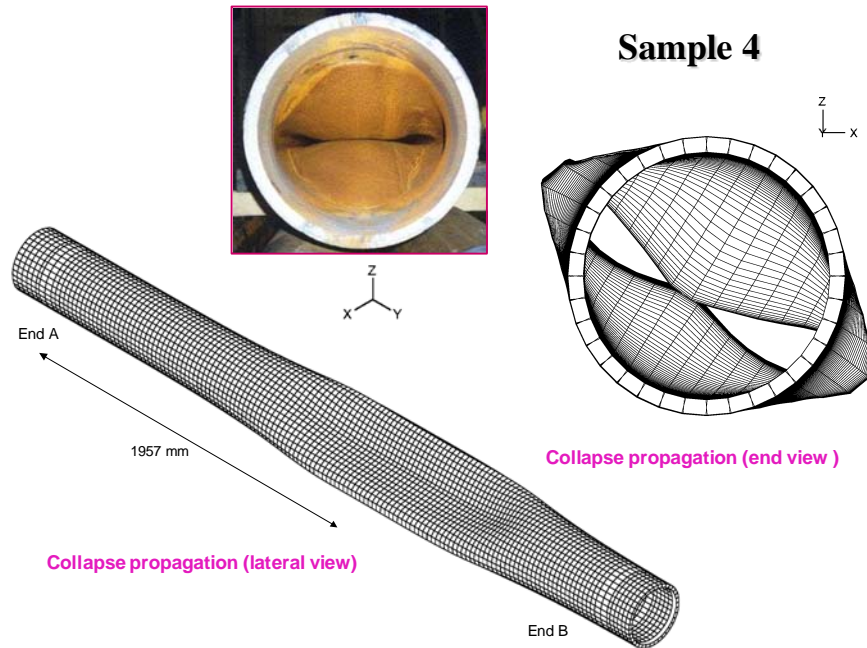 Sample 4
Z
Y X
Z
X Y
End A
1957 mm
Collapse propagation (end view )
Collapse propagation (lateral view)
End B